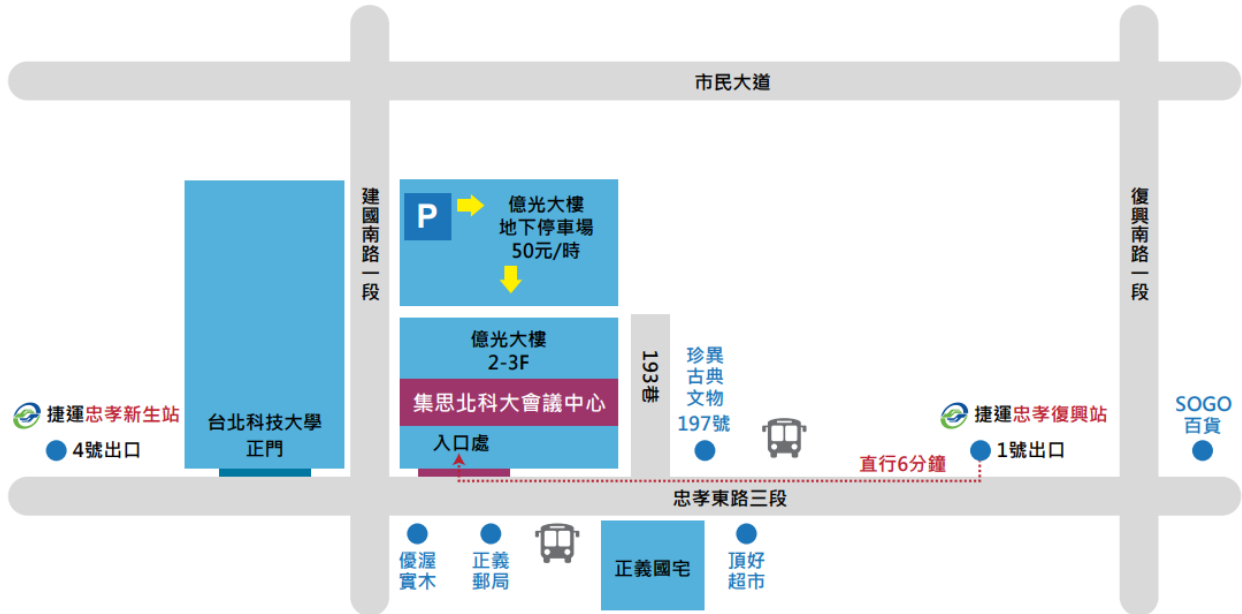 市民大道
建國南路一段
復興南路一段
P
億光大樓
地下停車場
50元/時
億光大樓
2-3F
集思北科大會議中心
入口處
193巷
珍異
古典
文物
197號
捷運忠孝新生站
4號出口
台北科技大學
正門
捷運忠孝復興站
1號出口
SOGO
百貨
直行6分鐘
忠孝東路三段
優渥
實木
正義
郵局
正義國宅
頂好
超市